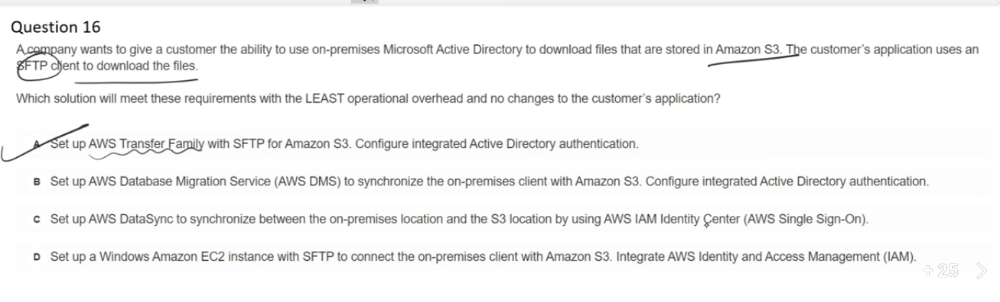 Question 16
A company wants to give a customer the ability to use on-premises Microsoft Active Directory to download files that are stored in Amazon S3. The customer's application uses an
SFTP client to download the files.
Which solution will meet these requirements with the LEAST operational overhead and no changes to the customer's application?
A Set up AWS Transfer Family with SFTP for Amazon S3. Configure integrated Active Directory authentication.
B Set up AWS Database Migration Service (AWS DMS) to synchronize the on-premises client with Amazon S3. Configure integrated Active Directory authentication.
C Set up AWS DataSync to synchronize between the on-premises location and the S3 location by using AWS IAM Identity Center (AWS Single Sign-On).
D Set up a Windows Amazon EC2 instance with SFTP to connect the on-premises client with Amazon S3. Integrate AWS Identity and Access Management (IAM).
+ 25